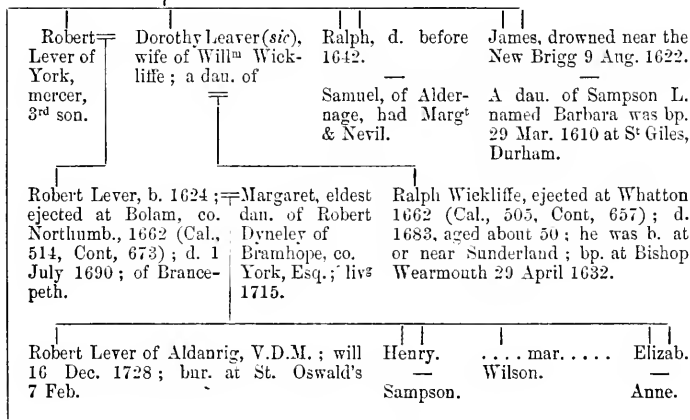 Robert
Lever of
York,
mercer,
3rd son.
Dorothy Leaver (sic),
wife of Willm Wick-
liffe ; a dau. of
Ralph, d. before
1642.
—
Samuel, of Alder-
nage, had Margt
& Nevil.
James, drowned near the
New Brigg 9 Aug. 1622.
—
A dau. of Sampson L.
named Barbara was bp.
29 Mar. 1610 at St Giles,
Durham.
Robert Lever, b. 1624 ;
ejected at Bolam, co.
Northumb., 1662 (Cal.,
514, Cont, 673) ; d. 1
July 1690 ; of Brance-
peth.
Margaret, eldest
dau. of Robert
Dyneley of
Bramhope, co.
York, Esq. ; livg
1715.
Ralph Wickliffe, ejected at Whatton
1662 (Cal., 505, Cont, 657) ; d.
1683, aged about 50 ; he was b. at
or near Sunderland ; bp. at Bishop
Wearmouth 29 April 1632.
Robert Lever of Aldanrig, V.D.M. ; will
16 Dec. 1728 ; bur. at St. Oswald's
7 Feb.
Henry.
—
Sampson.
. . . . mar. . . . .
Wilson.
Elizab.
—
Anne.